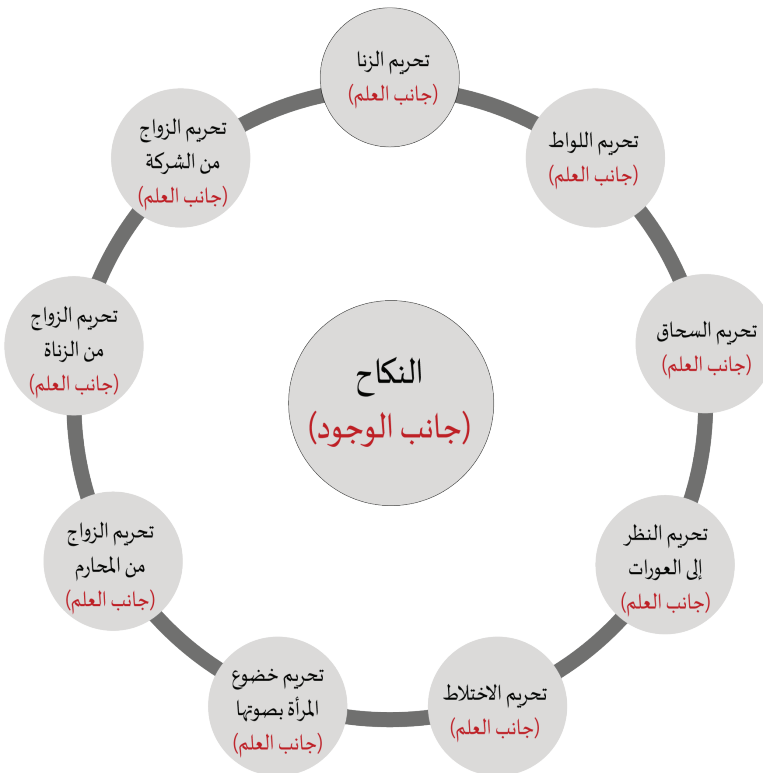 تحريم الزنا
(جانب العلم)
تحريم اللواط
(جانب العلم)
تحريم السحاق
(جانب العلم)
تحريم النظر
إلى العورات
(جانب العلم)
تحريم الاختلاط
(جانب العلم)
تحريم خضوع
المرأة بصوتها
(جانب العلم)
تحريم الزواج
من المحارم
(جانب العلم)
تحريم الزواج
من الزناة
(جانب العلم)
تحريم الزواج
من الشركة
(جانب العلم)
النكاح
(جانب الوجود)